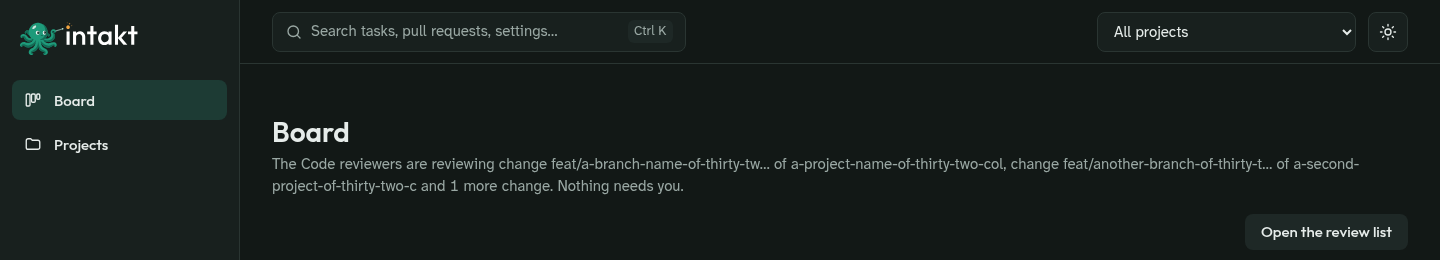 intakt
Search tasks, pull requests, settings...
Ctrl K
All projects
Board
Projects
Board
The Code reviewers are reviewing change feat/a-branch-name-of-thirty-tw... of a-project-name-of-thirty-two-col, change feat/another-branch-of-thirty-t... of a-second-
project-of-thirty-two-c and 1 more change. Nothing needs you.
Open the review list